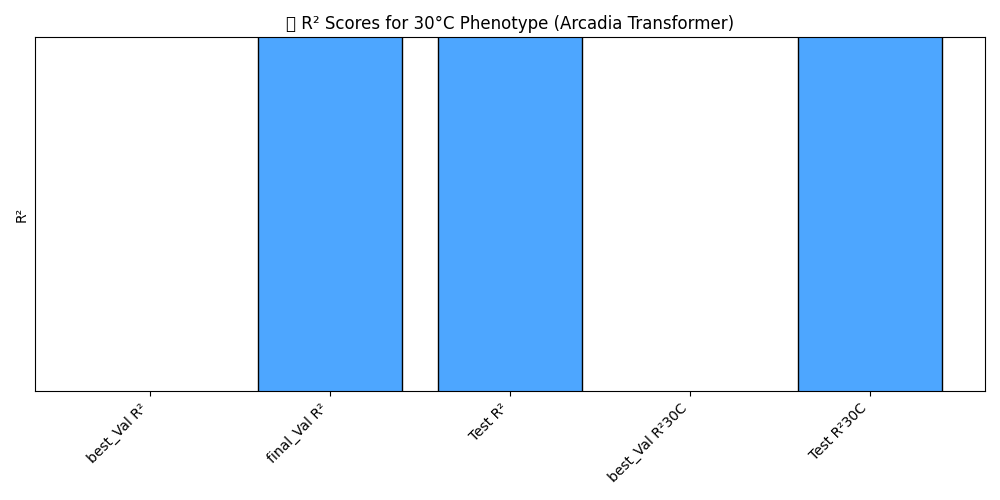 R² Scores for 30°C Phenotype (Arcadia Transformer)
R²
best_Val R²
final_Val R²
Test R²
best_Val R²30C
Test R²30C